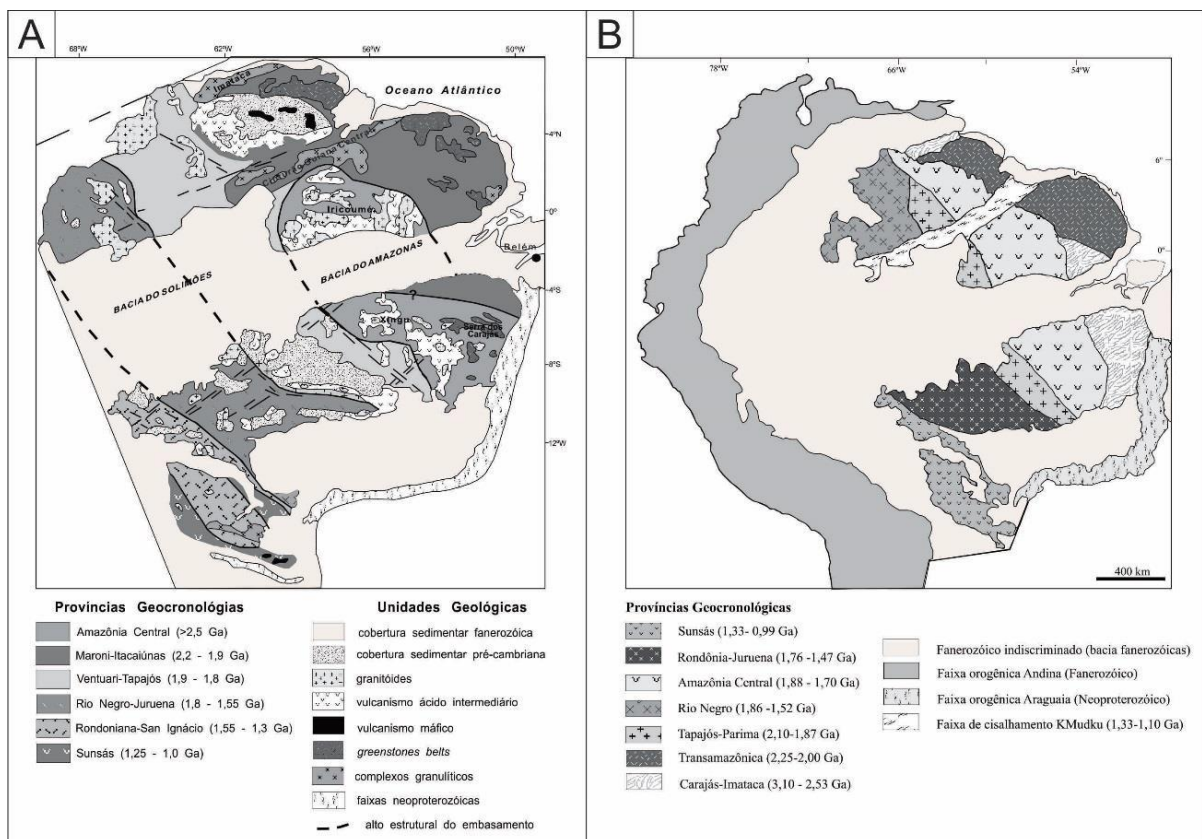 A
68°W
62°W
56°W
50°W
Imataca
Oceano Atlântico
4°N
Cinturão Guiana Central
Iricoumé
0°
Belém
BACIA DO AMAZONAS
BACIA DO SOLIMÕES
4°S
?
Xingu
Serra dos
Carajás
8°S
12°W
Províncias Geocronológias
Amazônia Central (>2,5 Ga)
Maroni-Itacaiúnas (2,2 - 1,9 Ga)
Ventuari-Tapajós (1,9 - 1,8 Ga)
Rio Negro-Juruena (1,8 - 1,55 Ga)
Rondoniana-San Ignácio (1,55 - 1,3 Ga)
Sunsás (1,25 - 1,0 Ga)
Unidades Geológicas
cobertura sedimentar fanerozóica
cobertura sedimentar pré-cambriana
granitóides
vulcanismo ácido intermediário
vulcanismo máfico
greenstones belts
complexos granulíticos
faixas neoproterozóicas
alto estrutural do embasamento
B
78°W
66°W
54°W
6°
0°
400 km
Províncias Geocronológicas
Sunsás (1,33- 0,99 Ga)
Rondônia-Juruena (1,76 -1,47 Ga)
Amazônia Central (1,88 - 1,70 Ga)
Rio Negro (1,86 -1,52 Ga)
Tapajós-Parima (2,10-1,87 Ga)
Transamazônica (2,25-2,00 Ga)
Carajás-Imataca (3,10 - 2,53 Ga)
Fanerozóico indiscriminado (bacia fanerozóicas)
Faixa orogênica Andina (Fanerozóico)
Faixa orogênica Araguaia (Neoproterozóico)
Faixa de cisalhamento KMudku (1,33-1,10 Ga)